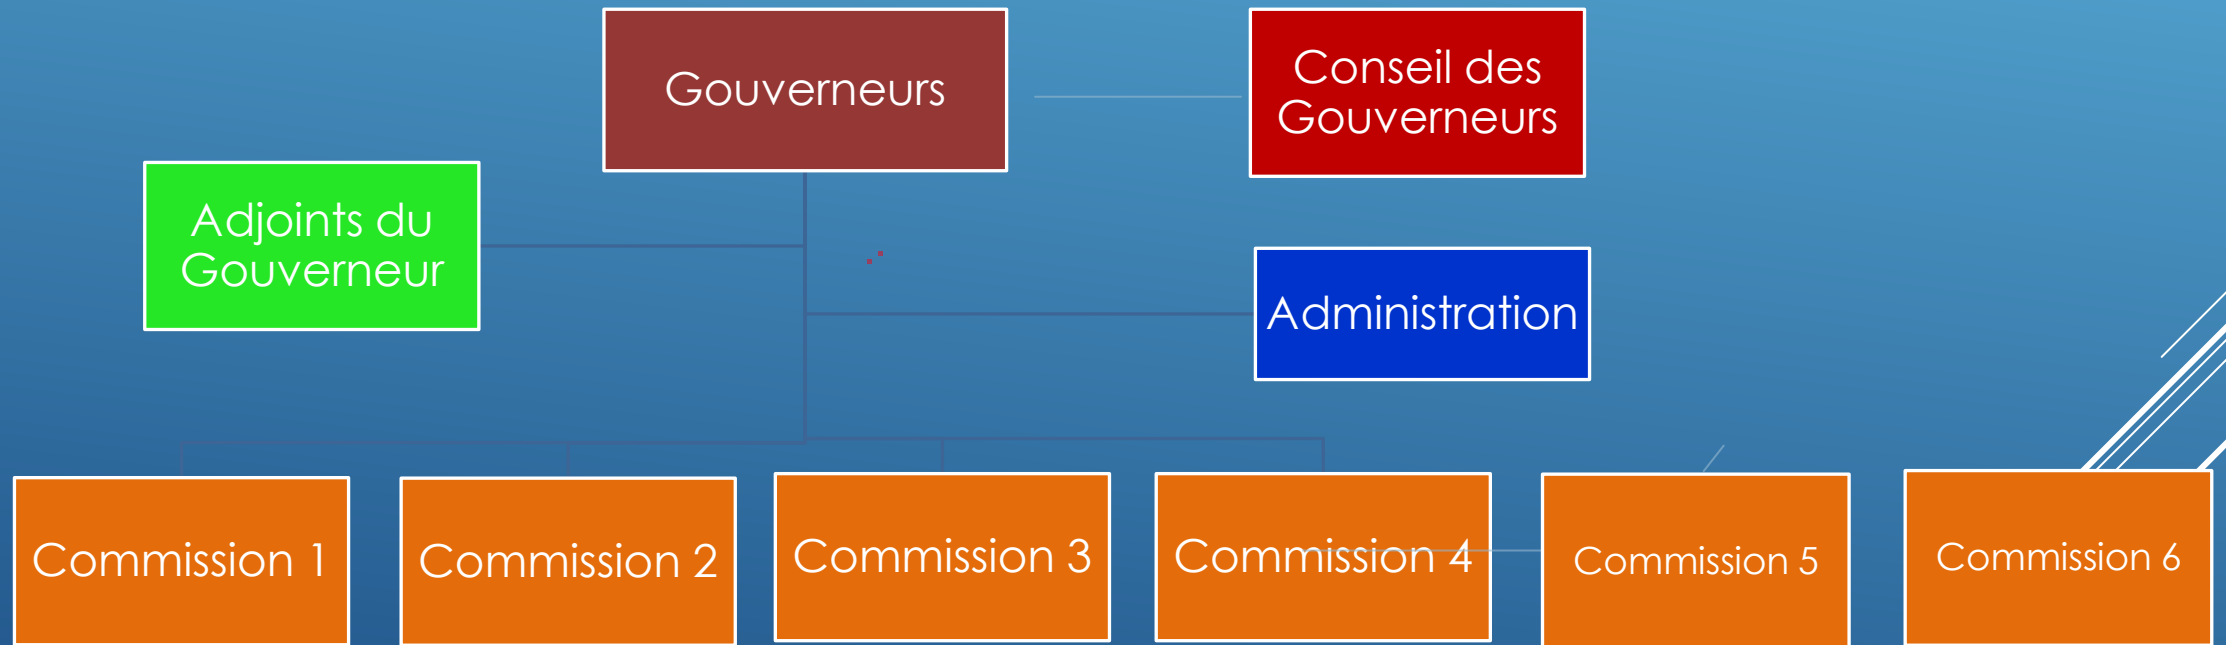 Gouverneurs
Conseil des
Gouverneurs
Adjoints du
Gouverneur
Administration
Commission 1
Commission 2
Commission 3
Commission 4
Commission 5
Commission 6